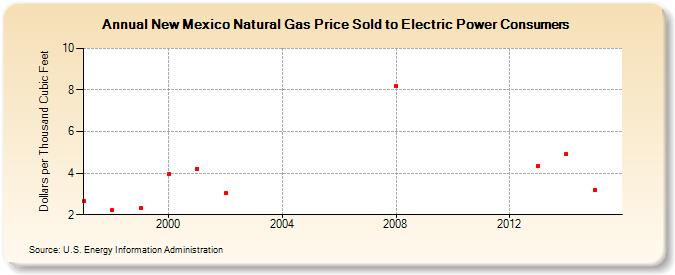 Annual New Mexico Natural Gas Price Sold to Electric Power Consumers
Dollars per Thousand Cubic Feet
10
8
6
4
2
2000 2004 2008 2012
Source: U.S. Energy Information Administration